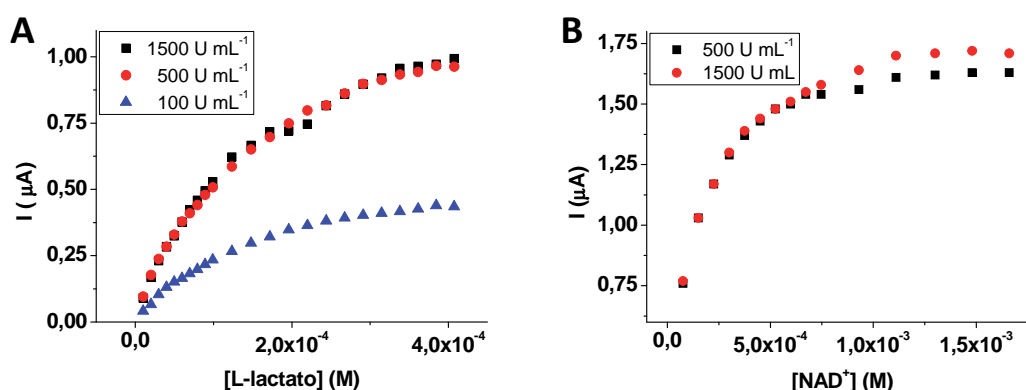 A
1500 U mL⁻¹
500 U mL⁻¹
100 U mL⁻¹
1,00
0,75
0,50
0,25
0,00
I ( µA)
0,0 2,0x10⁻⁴ 4,0x10⁻⁴
[L-lactato] (M)
B
500 U mL⁻¹
1500 U mL
1,75
1,50
1,25
1,00
0,75
I (µA)
5,0x10⁻⁴ 1,0x10⁻³ 1,5x10⁻³
[NAD⁺] (M)